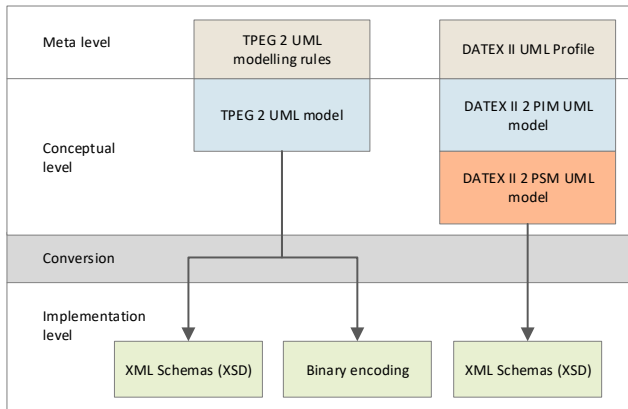 Meta level
TPEG 2 UML
modelling rules
DATEX II UML Profile
Conceptual
level
TPEG 2 UML model
DATEX II 2 PIM UML
model
DATEX II 2 PSM UML
model
Conversion
Implementation
level
XML Schemas (XSD)
Binary encoding
XML Schemas (XSD)